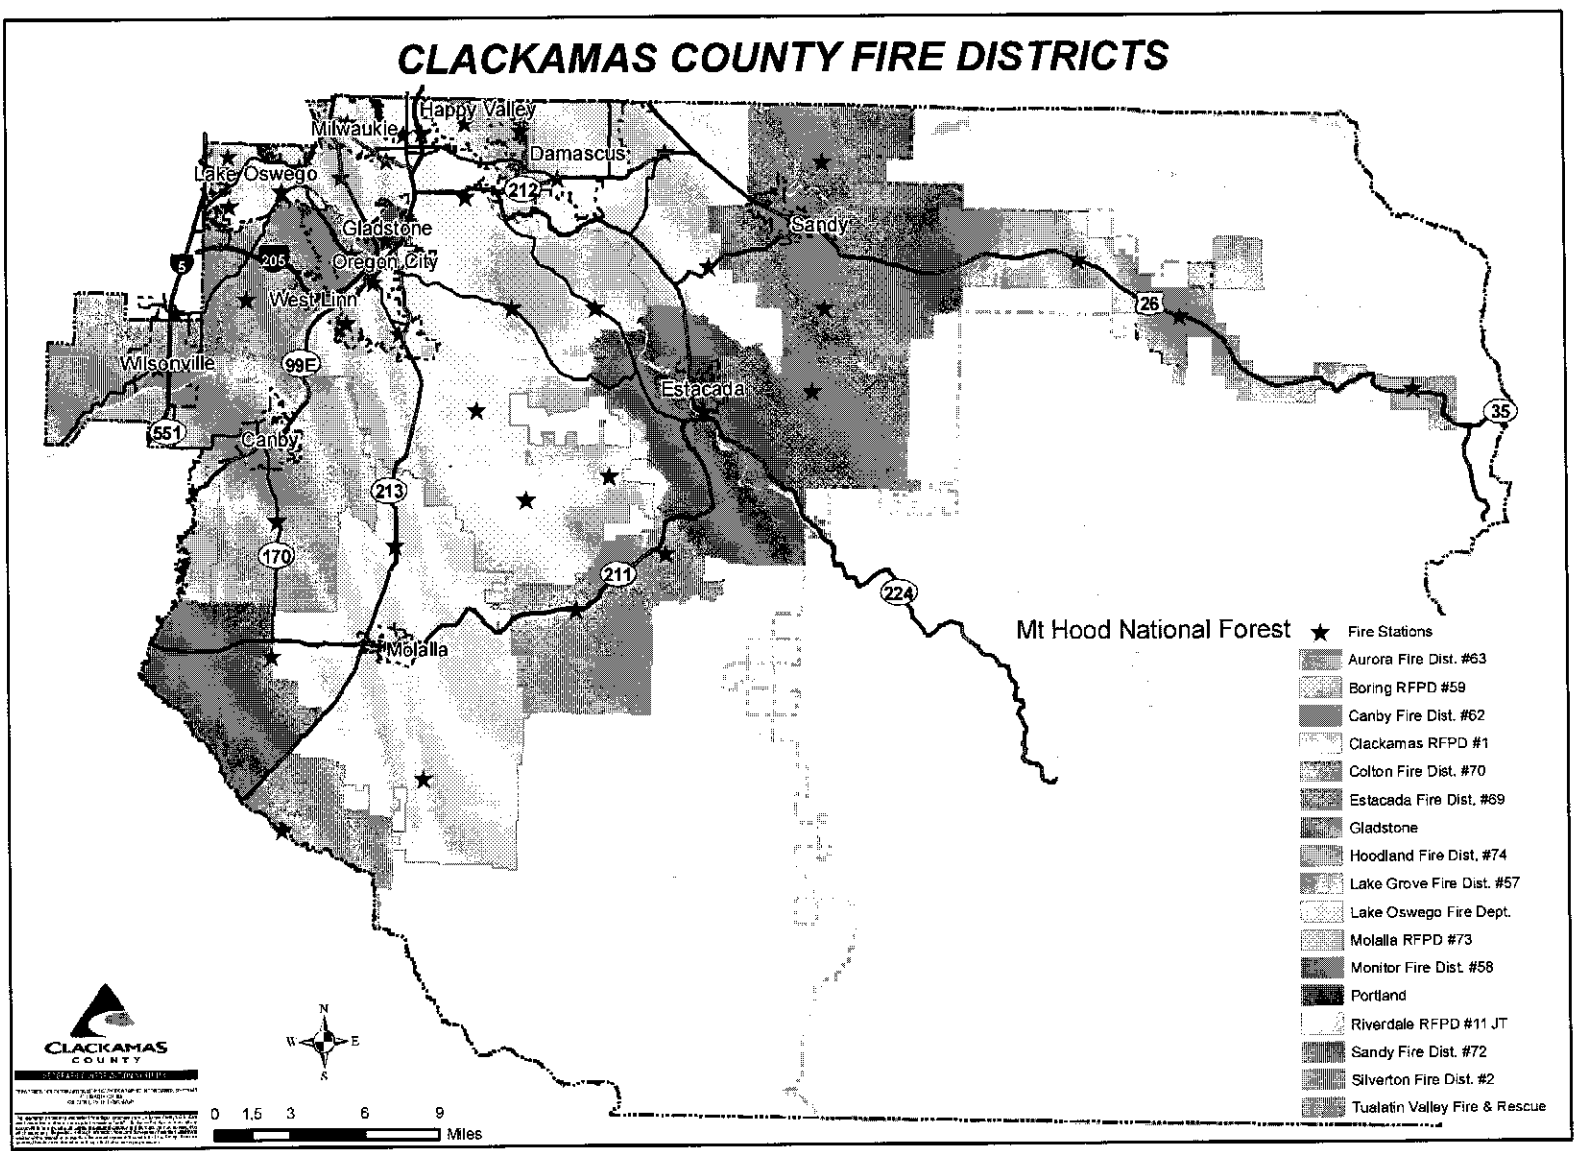 CLACKAMAS COUNTY FIRE DISTRICTS
Happy Valley
Milwaukie
Damascus
Lake Oswego
212
Gladstone
Sandy
5
205
Oregon City
West Linn
26
Wilsonville
99E
Estacada
35
551
Canby
213
170
211
224
Mt Hood National Forest
Molalla
Fire Stations
Aurora Fire Dist. #63
Boring RFPD #59
Canby Fire Dist. #62
Clackamas RFPD #1
Colton Fire Dist. #70
Estacada Fire Dist. #69
Gladstone
Hoodland Fire Dist. #74
Lake Grove Fire Dist. #57
Lake Oswego Fire Dept.
Molalla RFPD #73
Monitor Fire Dist. #58
Portland
Riverdale RFPD #11 JT
Sandy Fire Dist. #72
Silverton Fire Dist. #2
Tualatin Valley Fire & Rescue
CLACKAMAS
COUNTY
N
W E
S
0 1.5 3 6 9
Miles